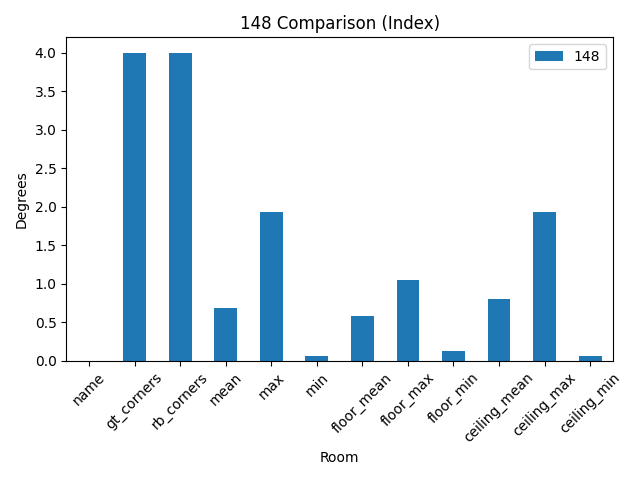 148 Comparison (Index)
148
Degrees
4.0
3.5
3.0
2.5
2.0
1.5
1.0
0.5
0.0
name
gt_corners
rb_corners
mean
max
min
floor_mean
floor_max
floor_min
ceiling_mean
ceiling_max
ceiling_min
Room